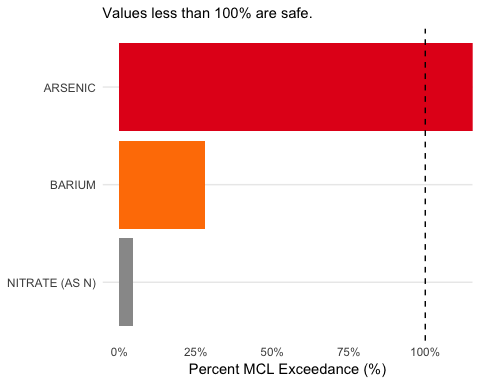 Values less than 100% are safe.
ARSENIC
BARIUM
NITRATE (AS N)
0% 25% 50% 75% 100%
Percent MCL Exceedance (%)